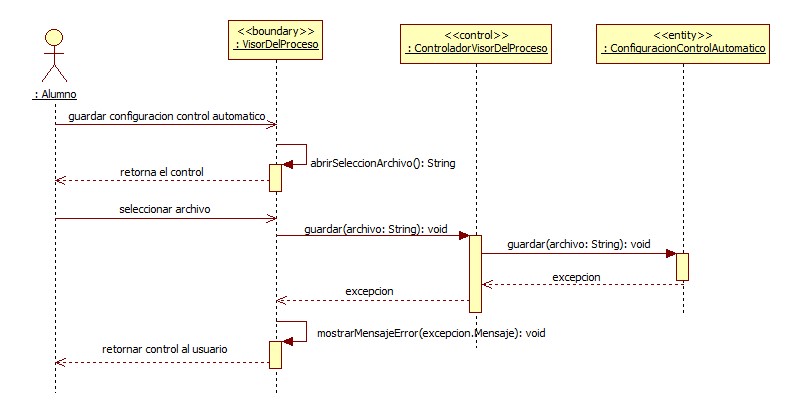 <<boundary>>
: VisorDelProceso
<<control>>
: ControladorVisorDelProceso
<<entity>>
: ConfiguracionControlAutomatico
: Alumno
guardar configuracion control automatico
abrirSeleccionArchivo(): String
retorna el control
seleccionar archivo
guardar(archivo: String): void
guardar(archivo: String): void
excepcion
excepcion
mostrarMensajeError(excepcion.Mensaje): void
retornar control al usuario